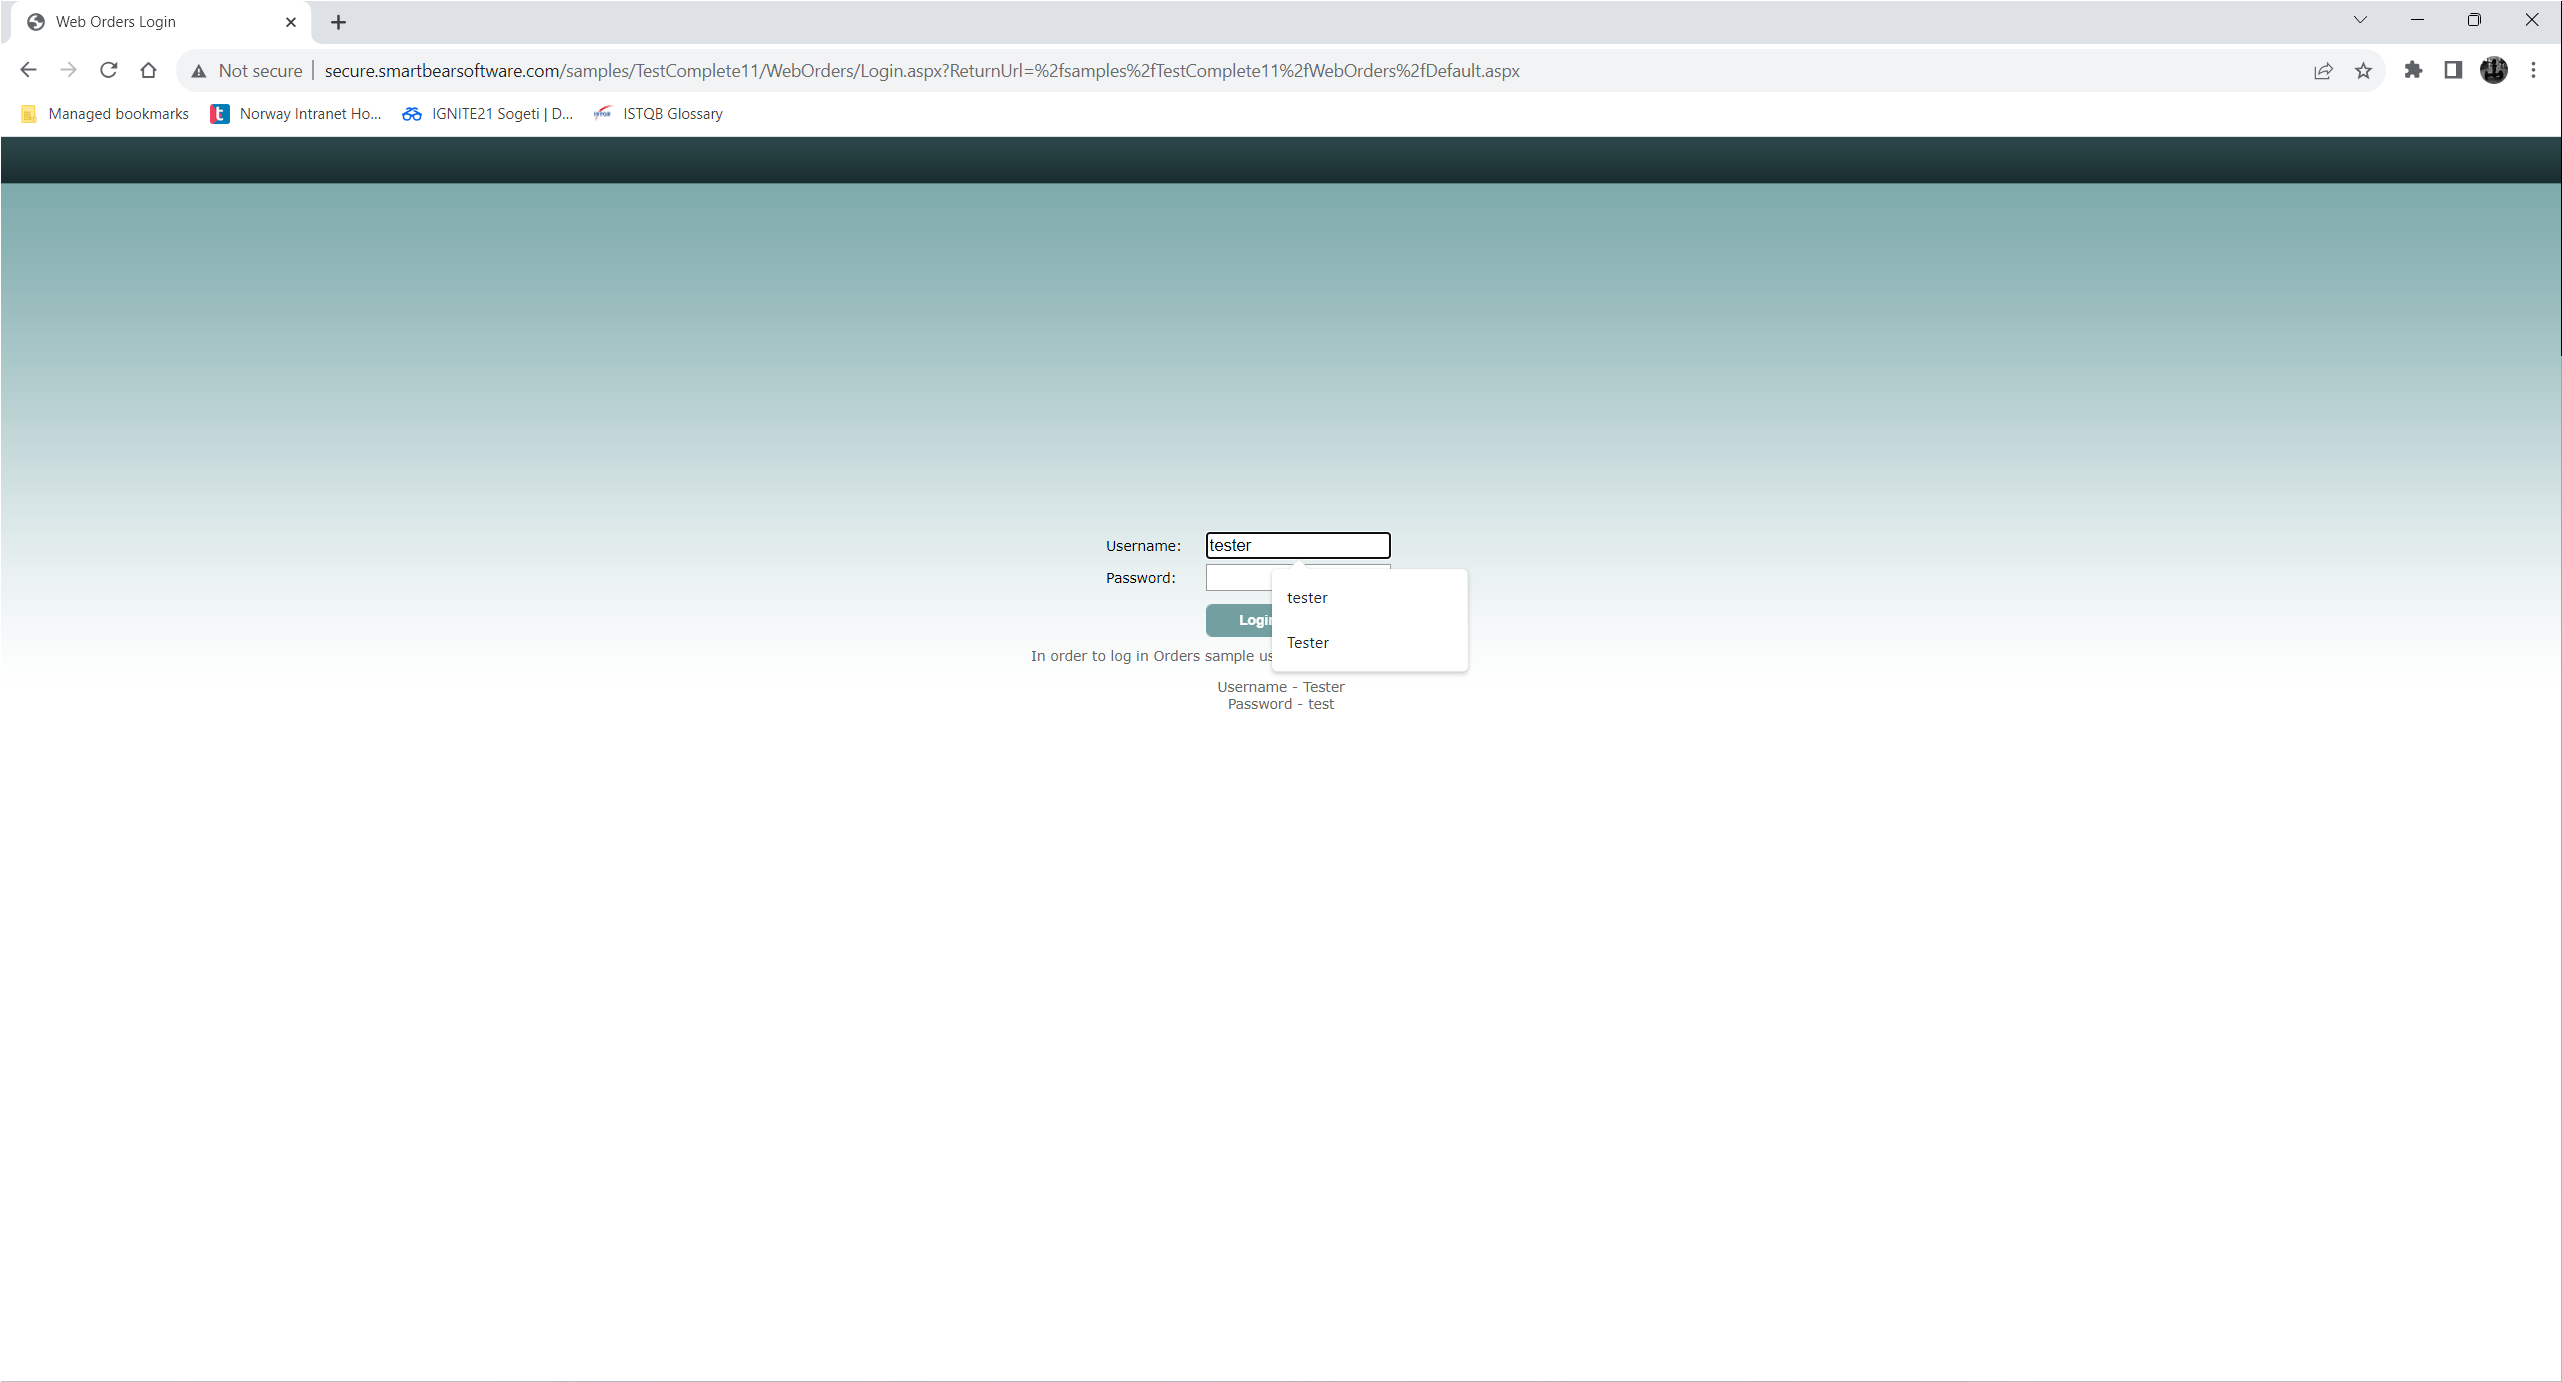 Web Orders Login
Not secure | secure.smartbearsoftware.com/samples/TestComplete11/WebOrders/Login.aspx?ReturnUrl=%2fsamples%2fTestComplete11%2fWebOrders%2fDefault.aspx
Managed bookmarks Norway Intranet Ho... IGNITE21 Sogeti | D... ISTQB Glossary
Username: tester
Password:
tester
Login
Tester
In order to log in Orders sample us
Username - Tester
Password - test